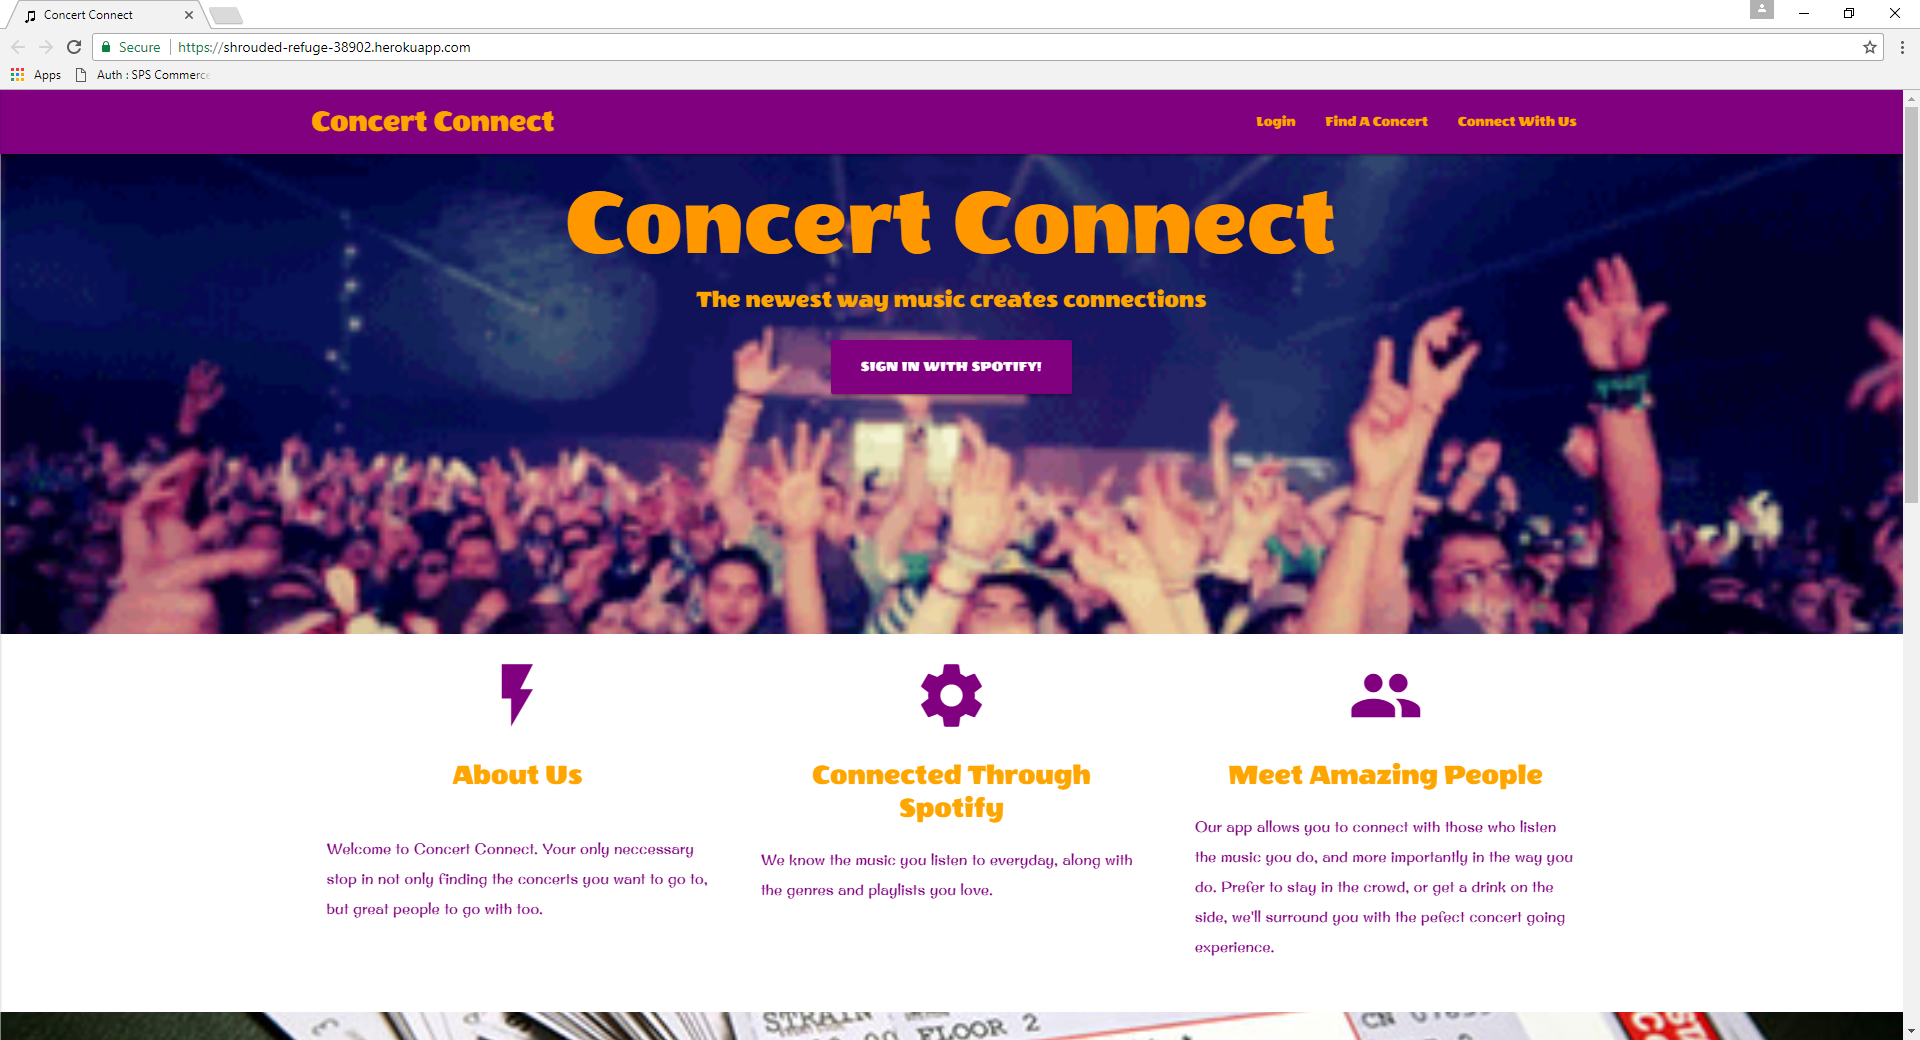 Concert Connect
Secure https://shrouded-refuge-38902.herokuapp.com
Apps Auth : SPS Commerce
Concert Connect Login Find A Concert Connect With Us
Concert Connect
The newest way music creates connections
SIGN IN WITH SPOTIFY!
About Us
Welcome to Concert Connect. Your only neccessary
stop in not only finding the concerts you want to go to,
but great people to go with too.
Connected Through
Spotify
We know the music you listen to everyday, along with
the genres and playlists you love.
Meet Amazing People
Our app allows you to connect with those who listen
the music you do, and more importantly in the way you
do. Prefer to stay in the crowd, or get a drink on the
side, we'll surround you with the pefect concert going
experience.
STRAIN
FLOOR 2
CN